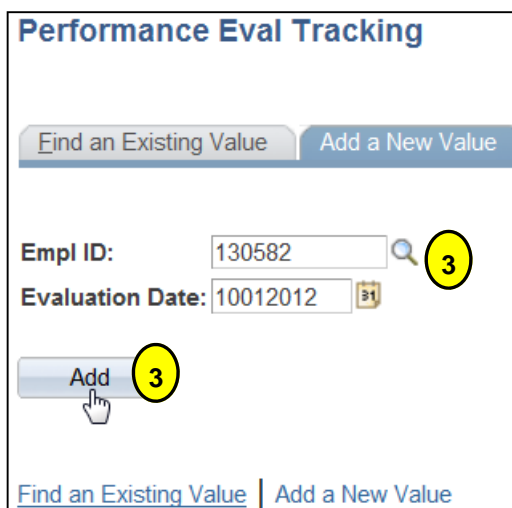 Performance Eval Tracking
Find an Existing Value Add a New Value
Empl ID: 130582 3
Evaluation Date: 10012012 31
Add 3
Find an Existing Value | Add a New Value